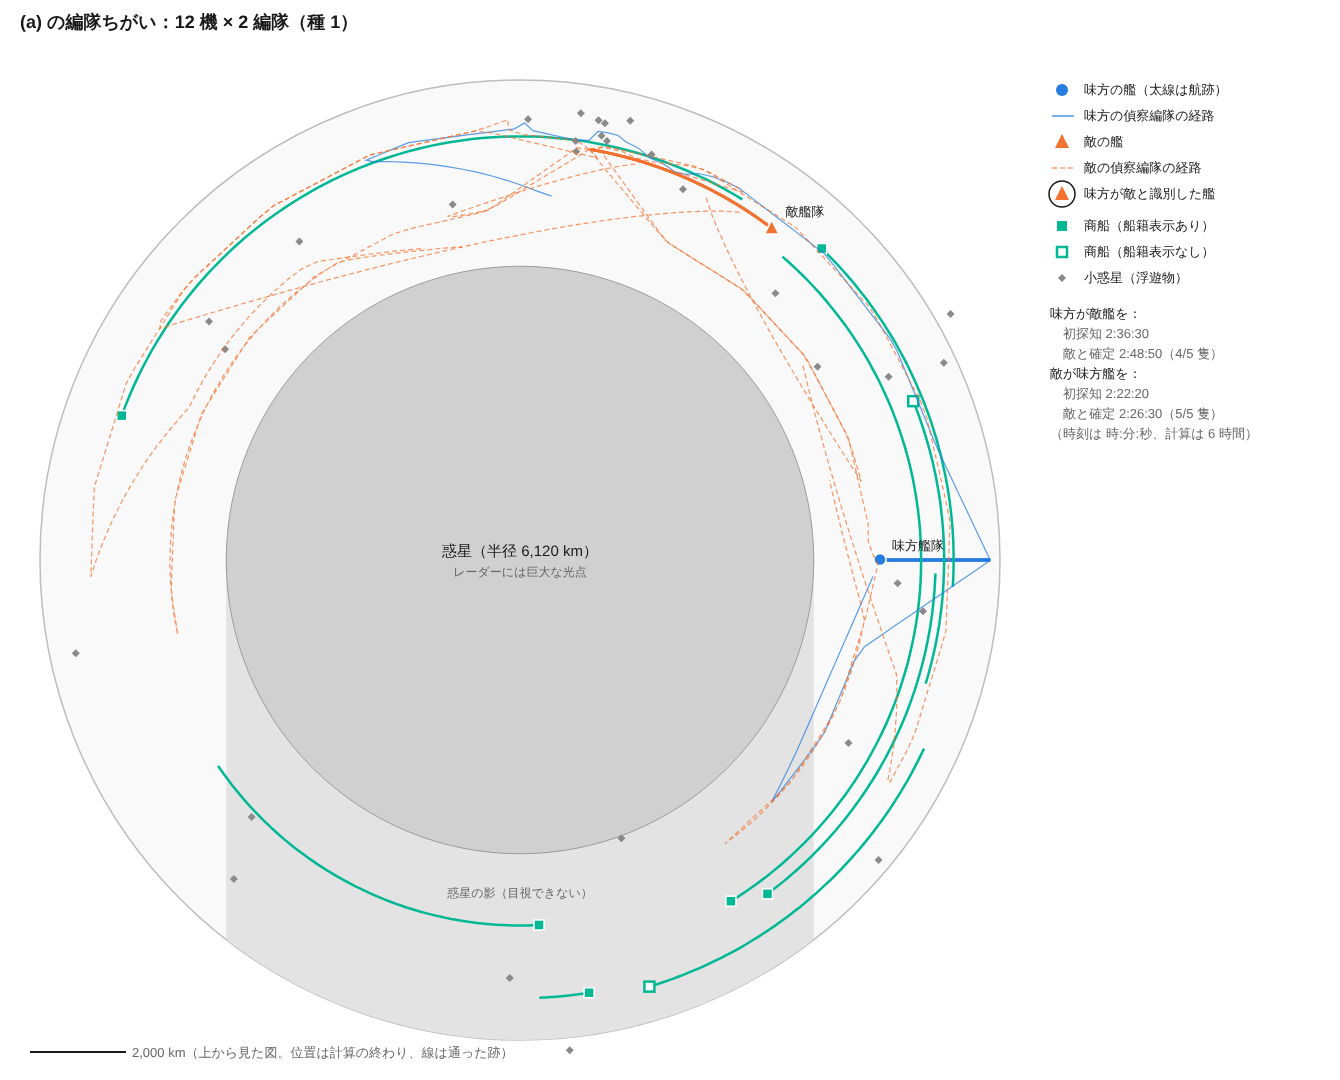 (a) の編隊ちがい：12 機 × 2 編隊（種 1）
味方の艦（太線は航跡）
味方の偵察編隊の経路
敵の艦
敵の偵察編隊の経路
味方が敵と識別した艦
商船（船籍表示あり）
商船（船籍表示なし）
小惑星（浮遊物）
味方が敵艦を：
初探知 2:36:30
敵と確定 2:48:50（4/5 隻）
敵が味方艦を：
初探知 2:22:20
敵と確定 2:26:30（5/5 隻）
（時刻は 時:分:秒、計算は 6 時間）
敵艦隊
味方艦隊
惑星（半径 6,120 km）
レーダーには巨大な光点
惑星の影（目視できない）
2,000 km（上から見た図。位置は計算の終わり、線は通った跡）